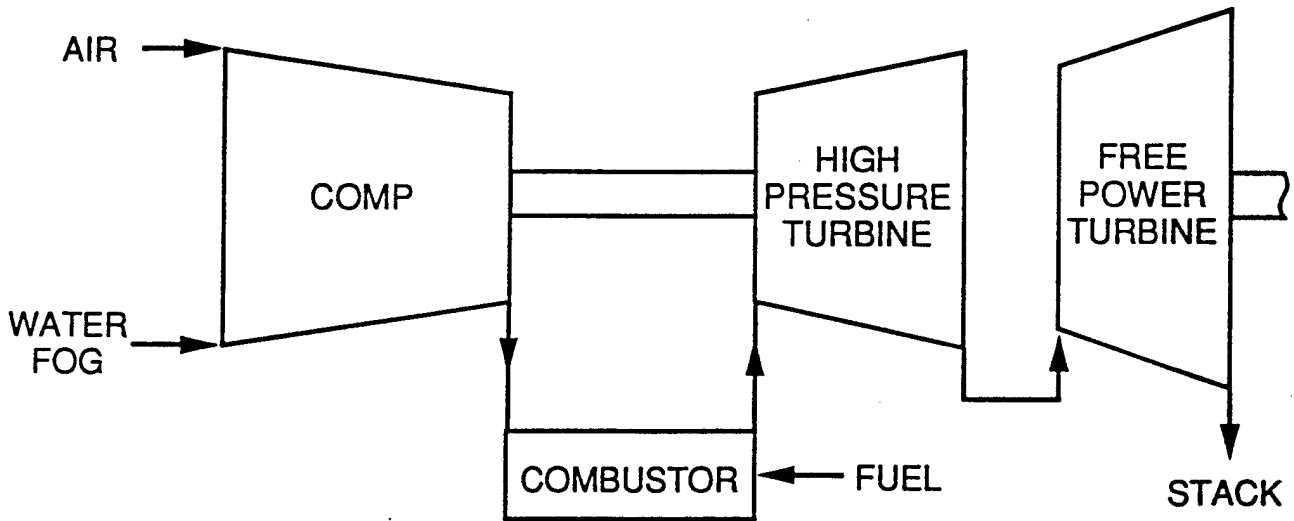 AIR
COMP
WATER
FOG
HIGH
PRESSURE
TURBINE
FREE
POWER
TURBINE
COMBUSTOR
FUEL
STACK